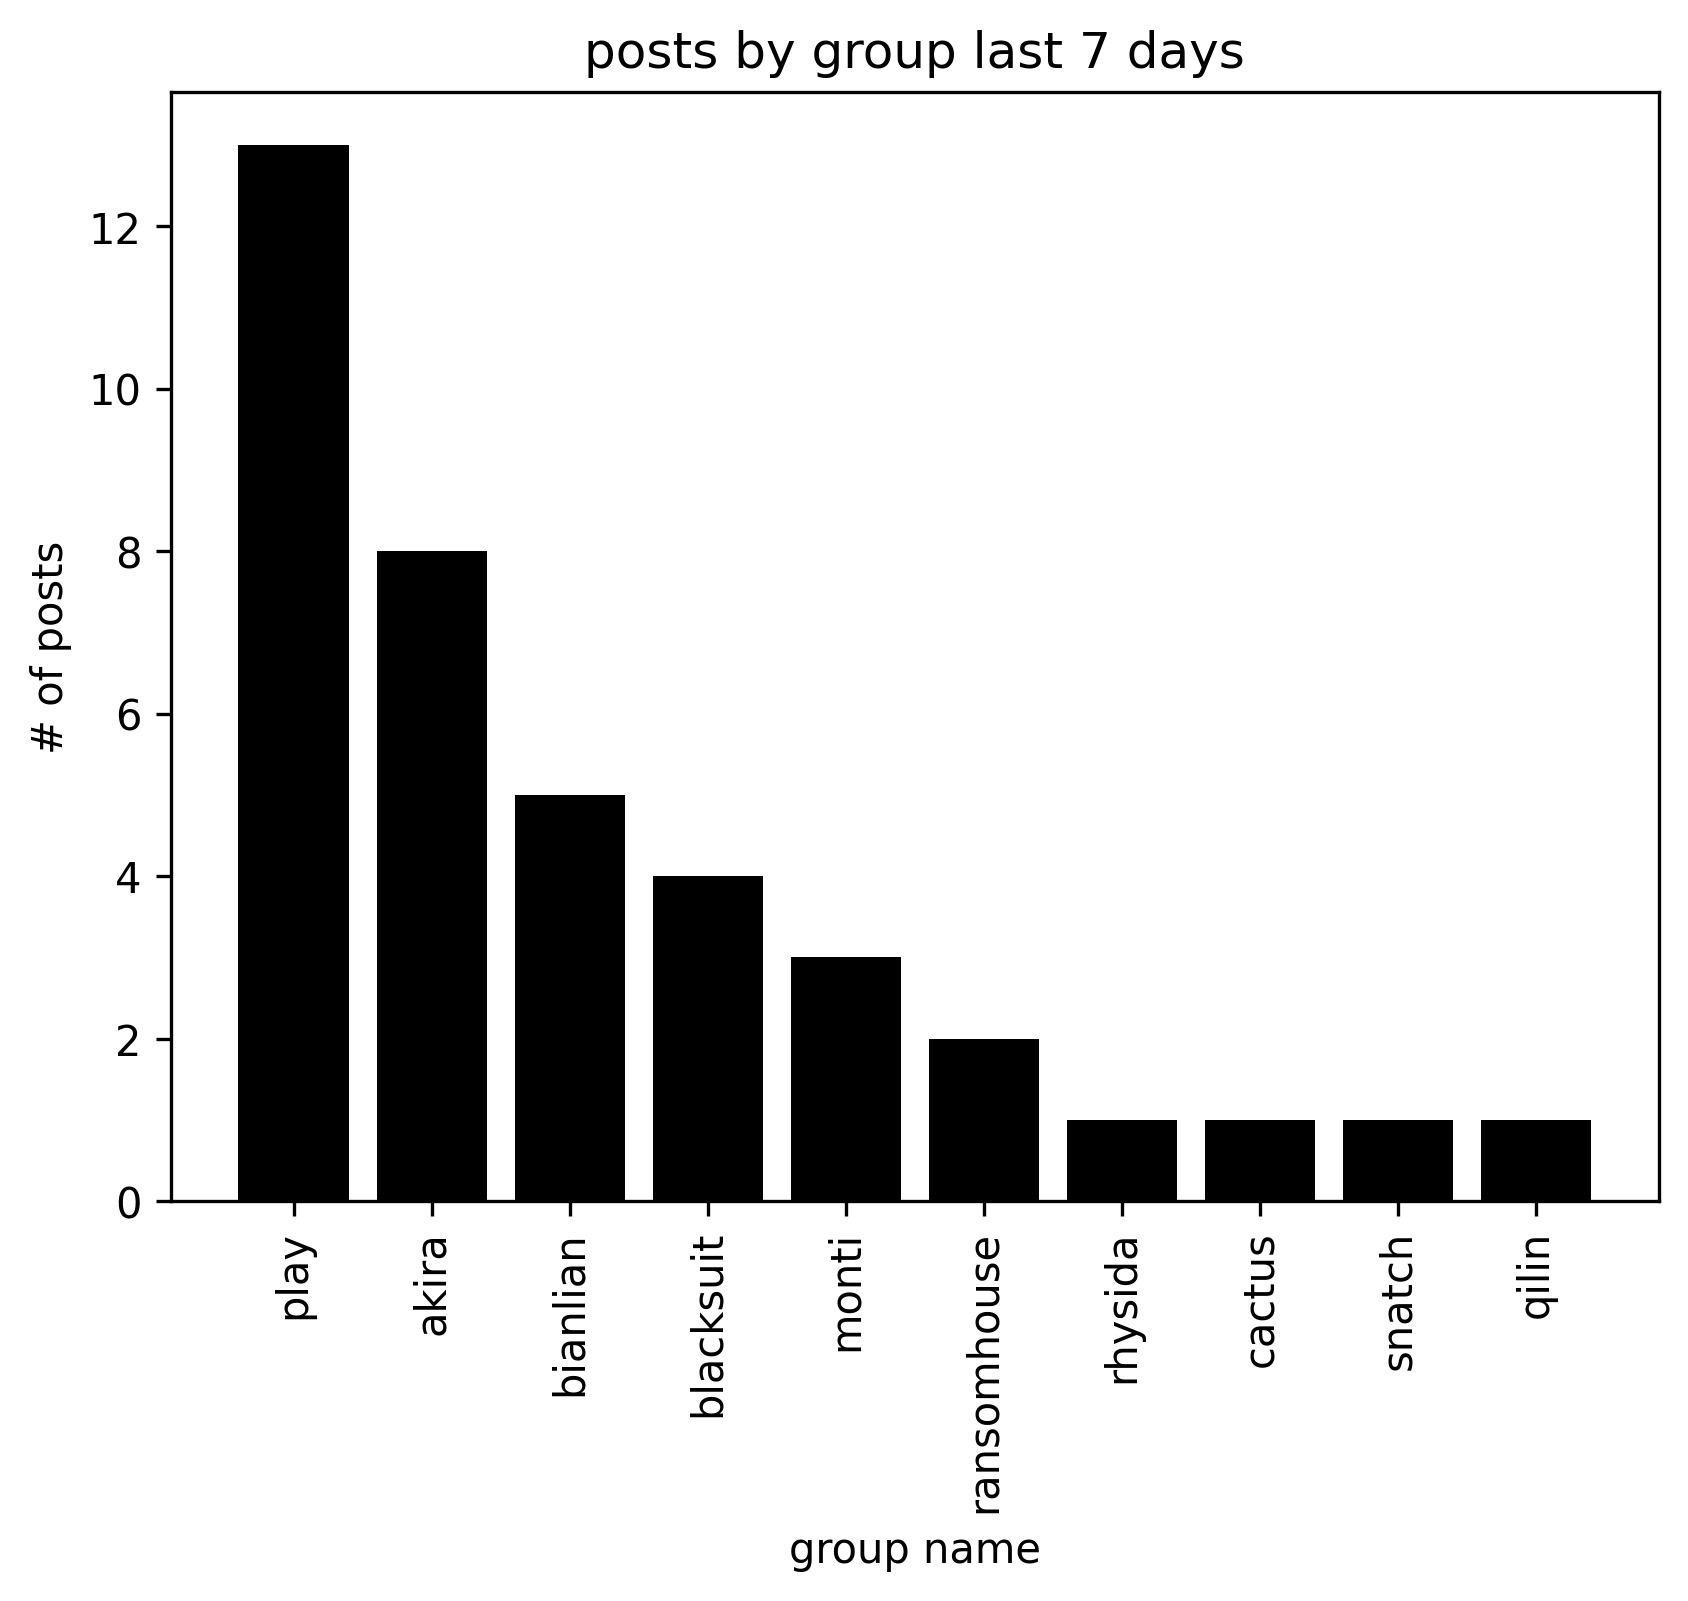 posts by group last 7 days
# of posts
12
10
8
6
4
2
0
play
akira
bianlian
blacksuit
monti
ransomhouse
rhysida
cactus
snatch
qilin
group name